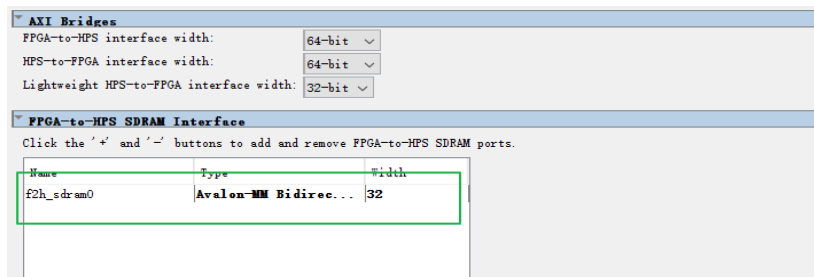 AXI Bridges
FPGA-to-HPS interface width: 64-bit
HPS-to-FPGA interface width: 64-bit
Lightweight HPS-to-FPGA interface width: 32-bit
FPGA-to-HPS SDRAM Interface
Click the '+' and '-' buttons to add and remove FPGA-to-HPS SDRAM ports.
Name Type Width
f2h_sdram0 Avalon-MM Bidirec... 32